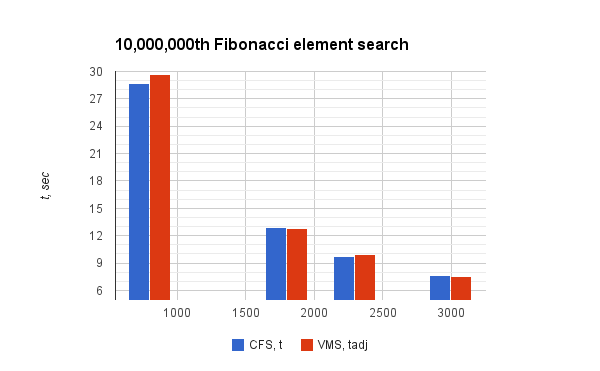 10,000,000th Fibonacci element search
t, sec
30
27
24
21
18
15
12
9
6
1000 1500 2000 2500 3000
CFS, t VMS, tadj